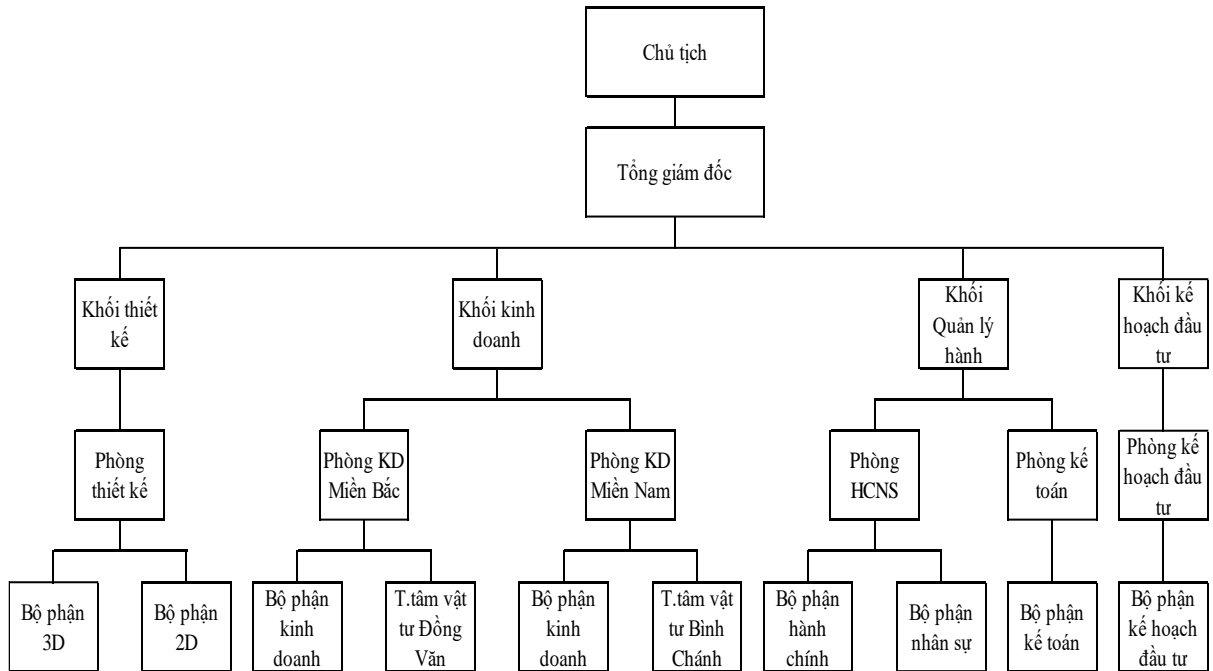 Chủ tịch
Tổng giám đốc
Khối thiết
kế
Khối kinh
doanh
Khối
Quản lý
hành
Khối kế
hoạch đầu
tư
Phòng
thiết kế
Phòng KD
Miền Bắc
Phòng KD
Miền Nam
Phòng
HCNS
Phòng kế
toán
Phòng kế
hoạch đầu
tư
Bộ phận
3D
Bộ phận
2D
Bộ phận
kinh
doanh
T.tâm vật
tư Đồng
Văn
Bộ phận
kinh
doanh
T.tâm vật
tư Bình
Chánh
Bộ phận
hành
chính
Bộ phận
nhân sự
Bộ phận
kế toán
Bộ phận
kế hoạch
đầu tư